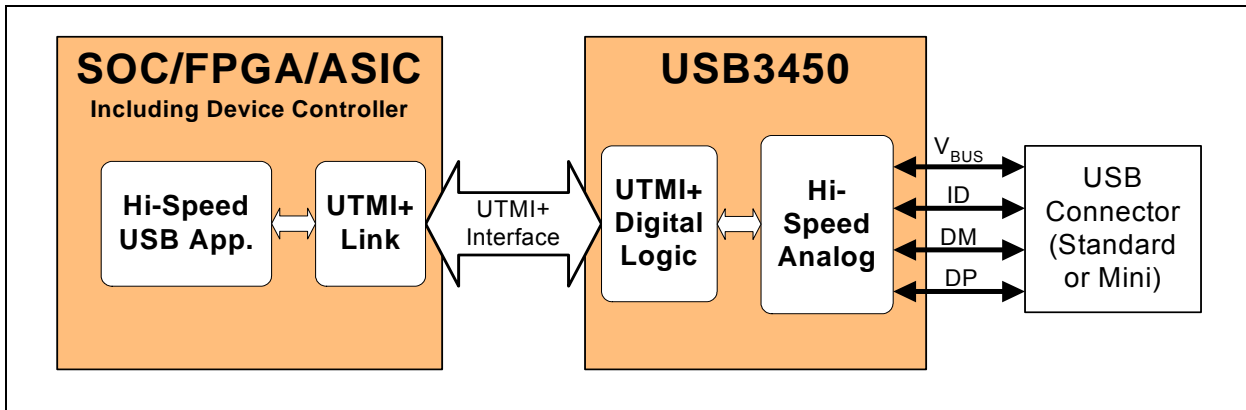 SOC/FPGA/ASIC
Including Device Controller
Hi-Speed
USB App.
UTMI+
Link
UTMI+
Interface
USB3450
UTMI+
Digital
Logic
Hi-
Speed
Analog
VBUS
ID
DM
DP
USB
Connector
(Standard
or Mini)